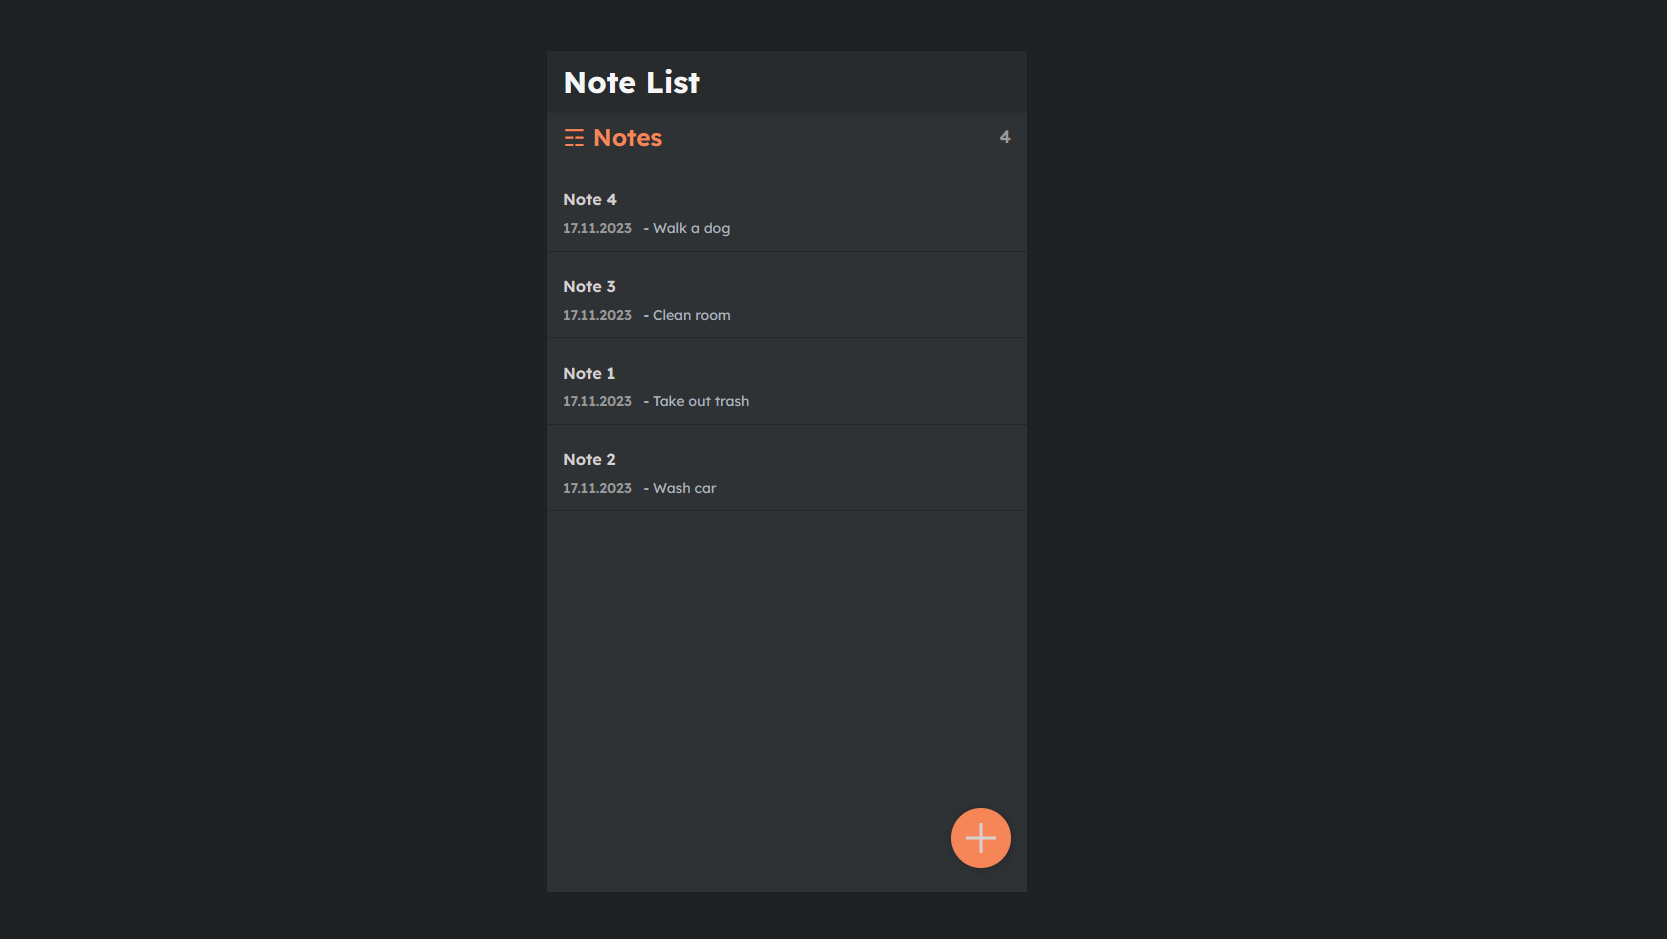 Note List
Notes 4
Note 4
17.11.2023 - Walk a dog
Note 3
17.11.2023 - Clean room
Note 1
17.11.2023 - Take out trash
Note 2
17.11.2023 - Wash car